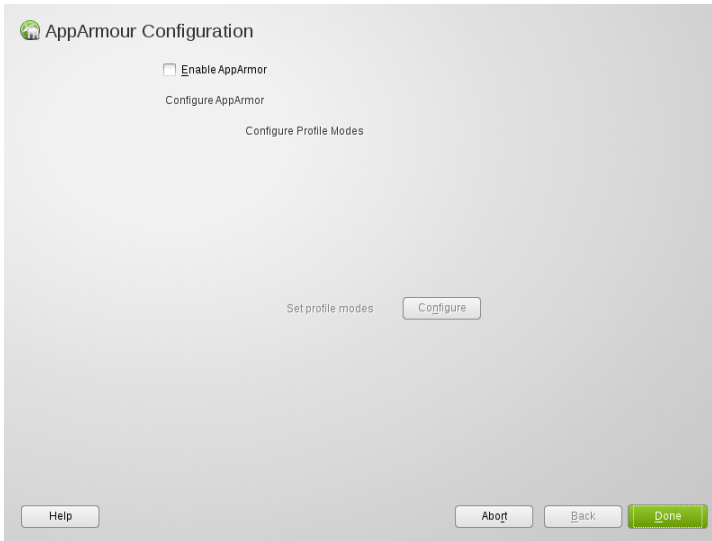 AppArmour Configuration
Enable AppArmor
Configure AppArmor
Configure Profile Modes
Set profile modes Configure
Help Abort Back Done